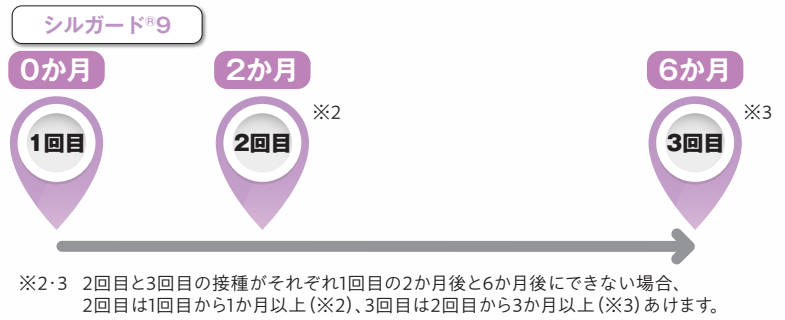 シルガード®9
0か月 2か月 6か月
※2 ※3
1回目 2回目 3回目
※2･3 2回目と3回目の接種がそれぞれ1回目の2か月後と6か月後にできない場合、
2回目は1回目から1か月以上(※2)、3回目は2回目から3か月以上(※3)あけます。